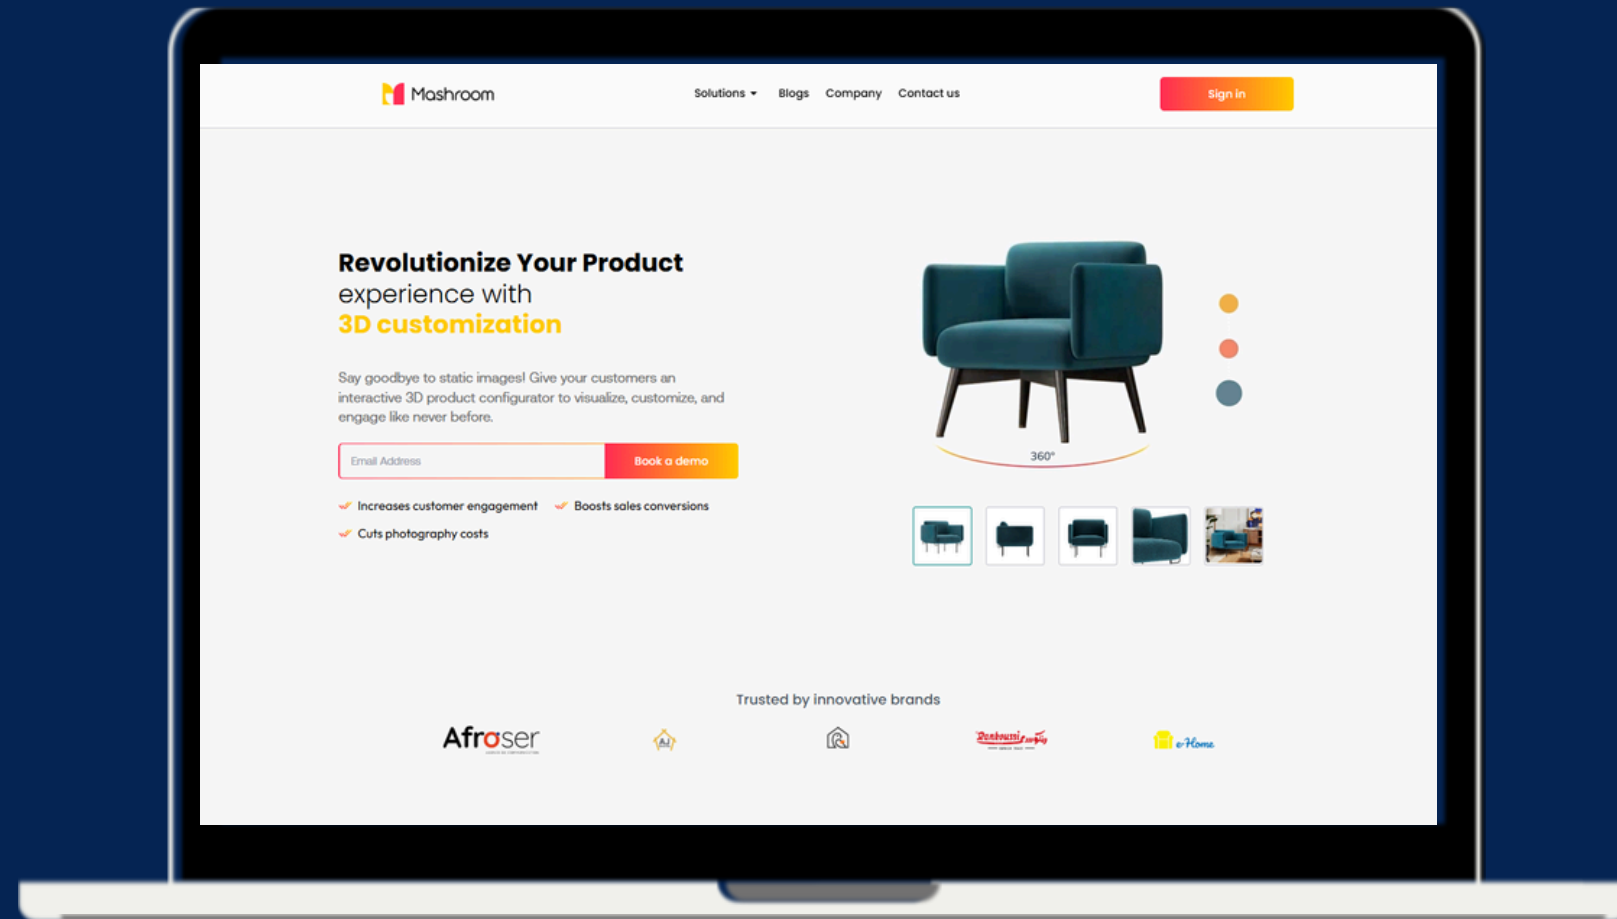 Mashroom
Solutions Blogs Company Contact us
Sign in
Revolutionize Your Product
experience with
3D customization
Say goodbye to static images! Give your customers an
interactive 3D product configurator to visualize, customize, and
engage like never before.
Email Address
Book a demo
Increases customer engagement
Boosts sales conversions
Cuts photography costs
360°
Trusted by innovative brands
Afroser
AJ
e-Home